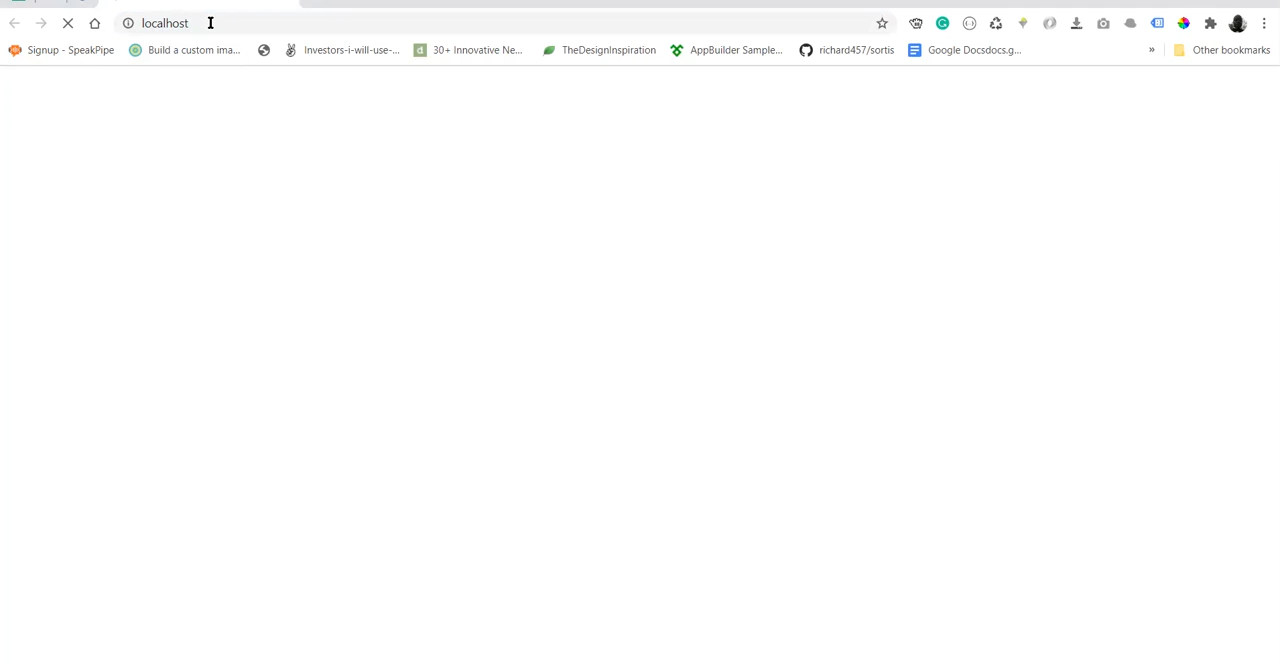 localhost
Signup - SpeakPipe
Build a custom ima...
Investors-i-will-use-...
30+ Innovative Ne...
TheDesignInspiration
AppBuilder Sample...
richard457/sortis
Google Docsdocs.g...
»
Other bookmarks